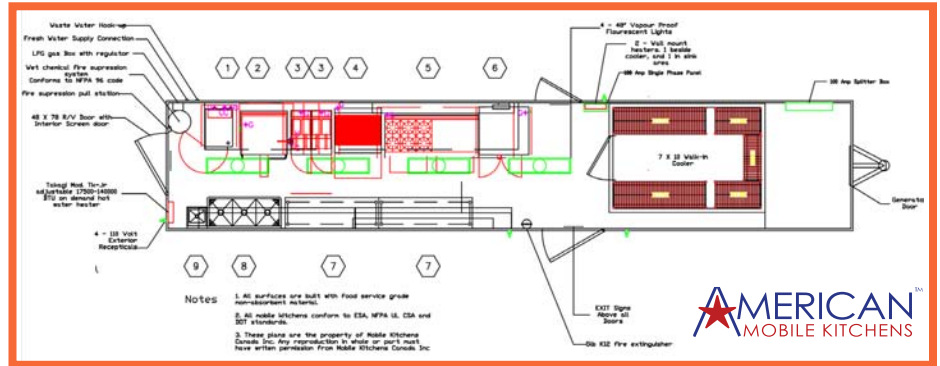 Waste Water Hook-up
Fresh Water Supply Connection
LPG gas Box with regulator
Wet chemical fire supression
system
Conforms to NFPA 96 code
Fire supression pull station
48 X 78 R/V Door with
Interior Screen door
Takagi Mod. Tk-Jr
adjustable 17500-140000
BTU on demand hot
water heater
4 - 110 Volt
Exterior
Recepticals
1
2
3
3
4
5
6
4 - 48" Vapour Proof
Flaurescent Lights
2 - Wall mount
heaters. 1 beside
cooler, and 1 in sink
area
100 Amp Single Phase Panel
100 Amp Splitter Box
7 X 10 Walk-in
Cooler
Generator
Door
9
8
7
7
EXIT Signs
Above all
Doors
K12 fire extinguisher
Notes
1. All surfaces are built with food service grade
non-absorbent material.
2. All mobile kitchens conform to ESA, NFPA UL CSA and
DOT standards.
3. These plans are the property of Mobile Kitchens
Canada Inc. Any reproduction in whole or part must
have written permission from Mobile Kitchens Canada Inc
AMERICAN™
MOBILE KITCHENS